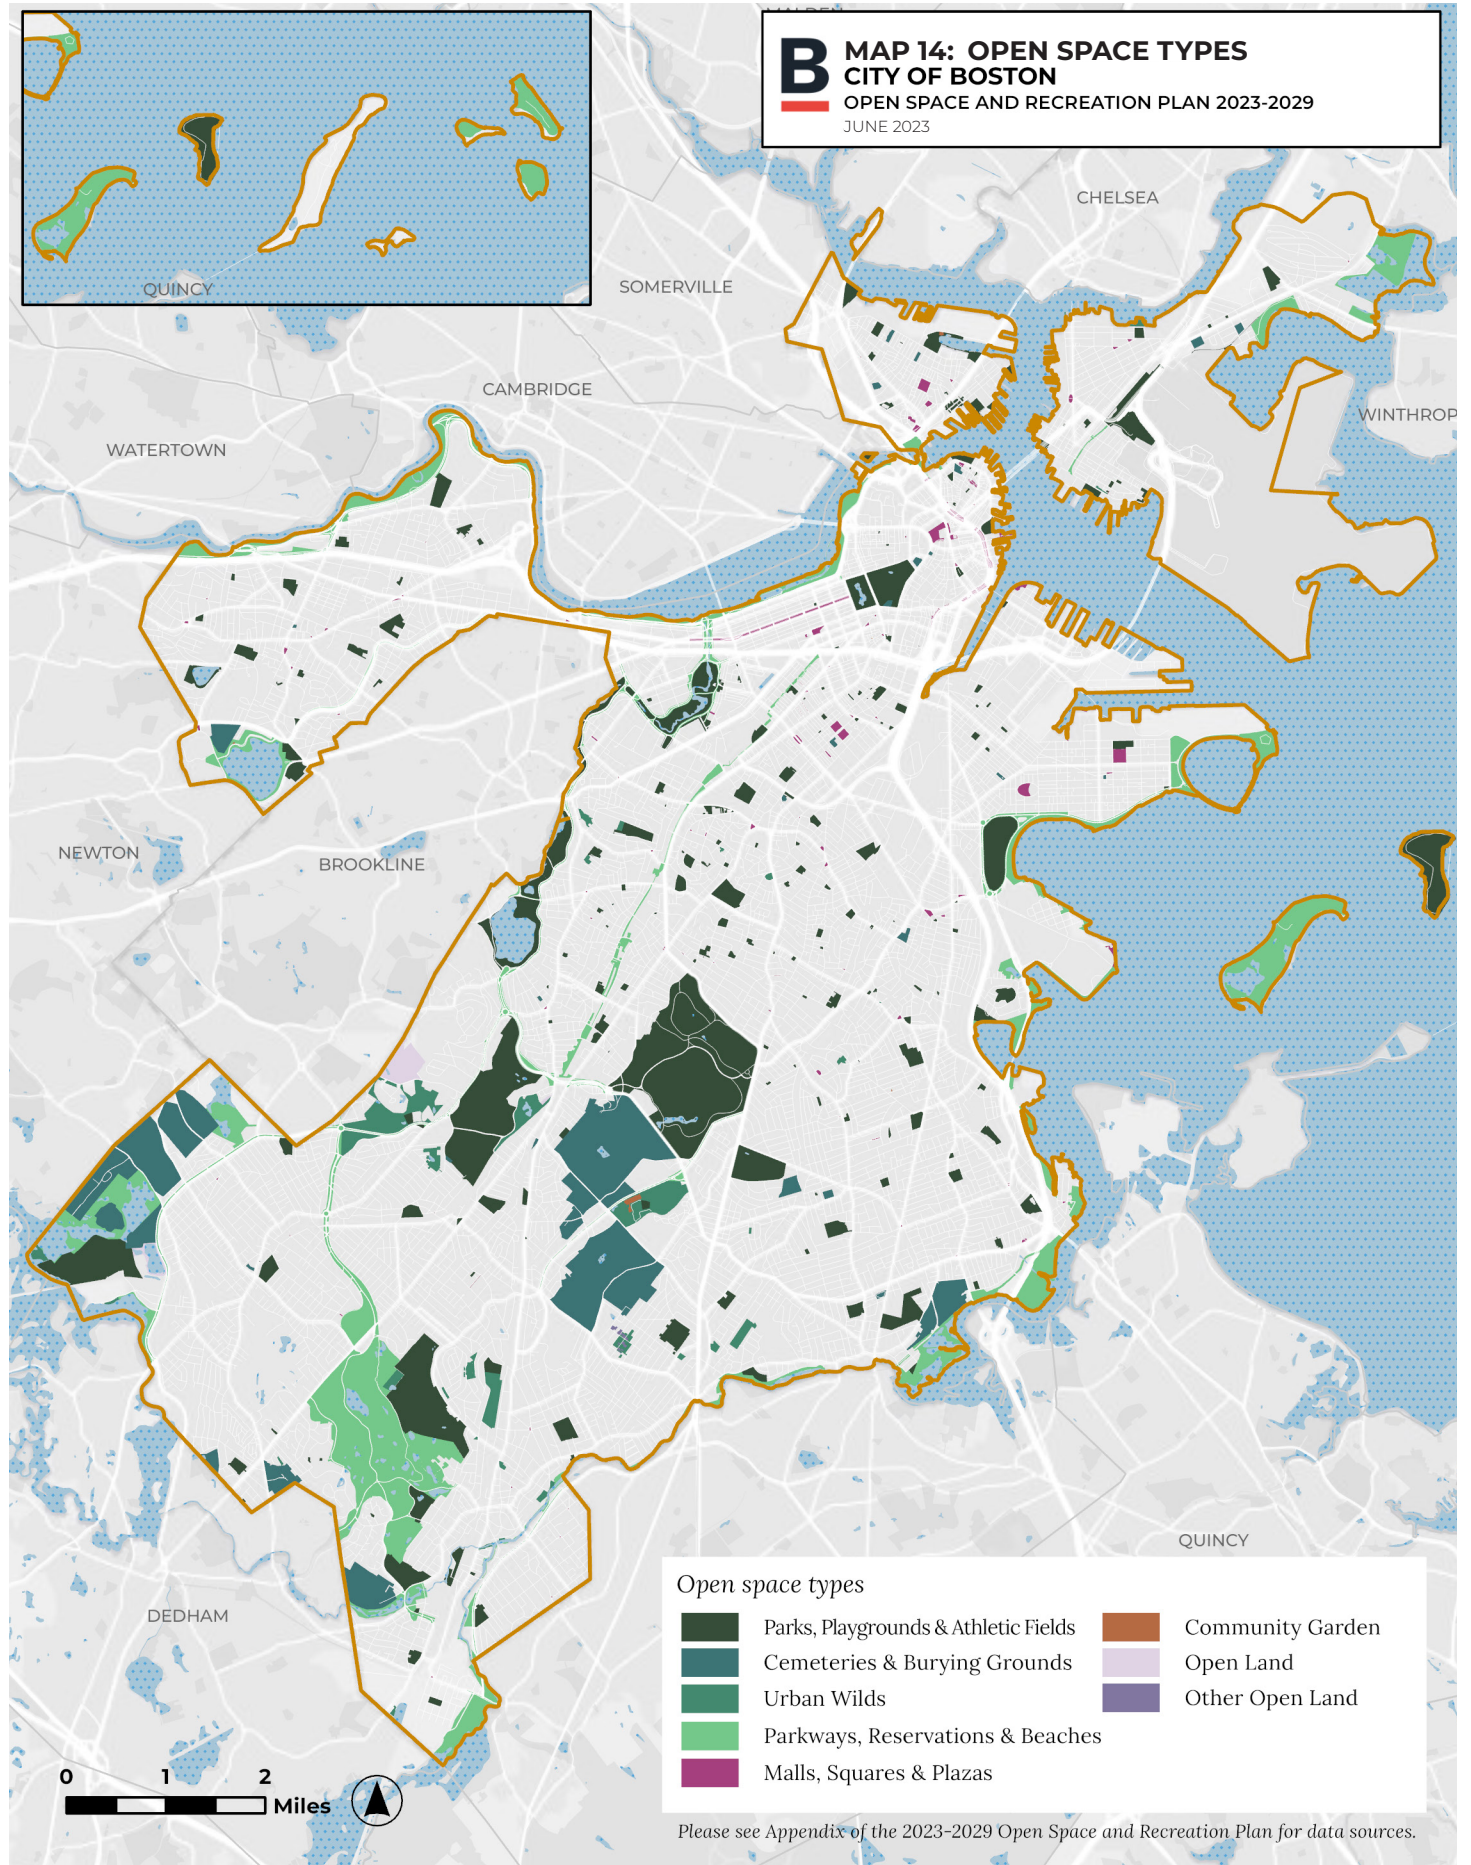 MALDEN
B
MAP 14: OPEN SPACE TYPES
CITY OF BOSTON
OPEN SPACE AND RECREATION PLAN 2023-2029
JUNE 2023
CHELSEA
QUINCY
SOMERVILLE
CAMBRIDGE
WINTHROP
WATERTOWN
NEWTON
BROOKLINE
QUINCY
DEDHAM
Open space types
Parks, Playgrounds & Athletic Fields
Cemeteries & Burying Grounds
Urban Wilds
Parkways, Reservations & Beaches
Malls, Squares & Plazas
Community Garden
Open Land
Other Open Land
0 1 2
Miles
Please see Appendix of the 2023-2029 Open Space and Recreation Plan for data sources.